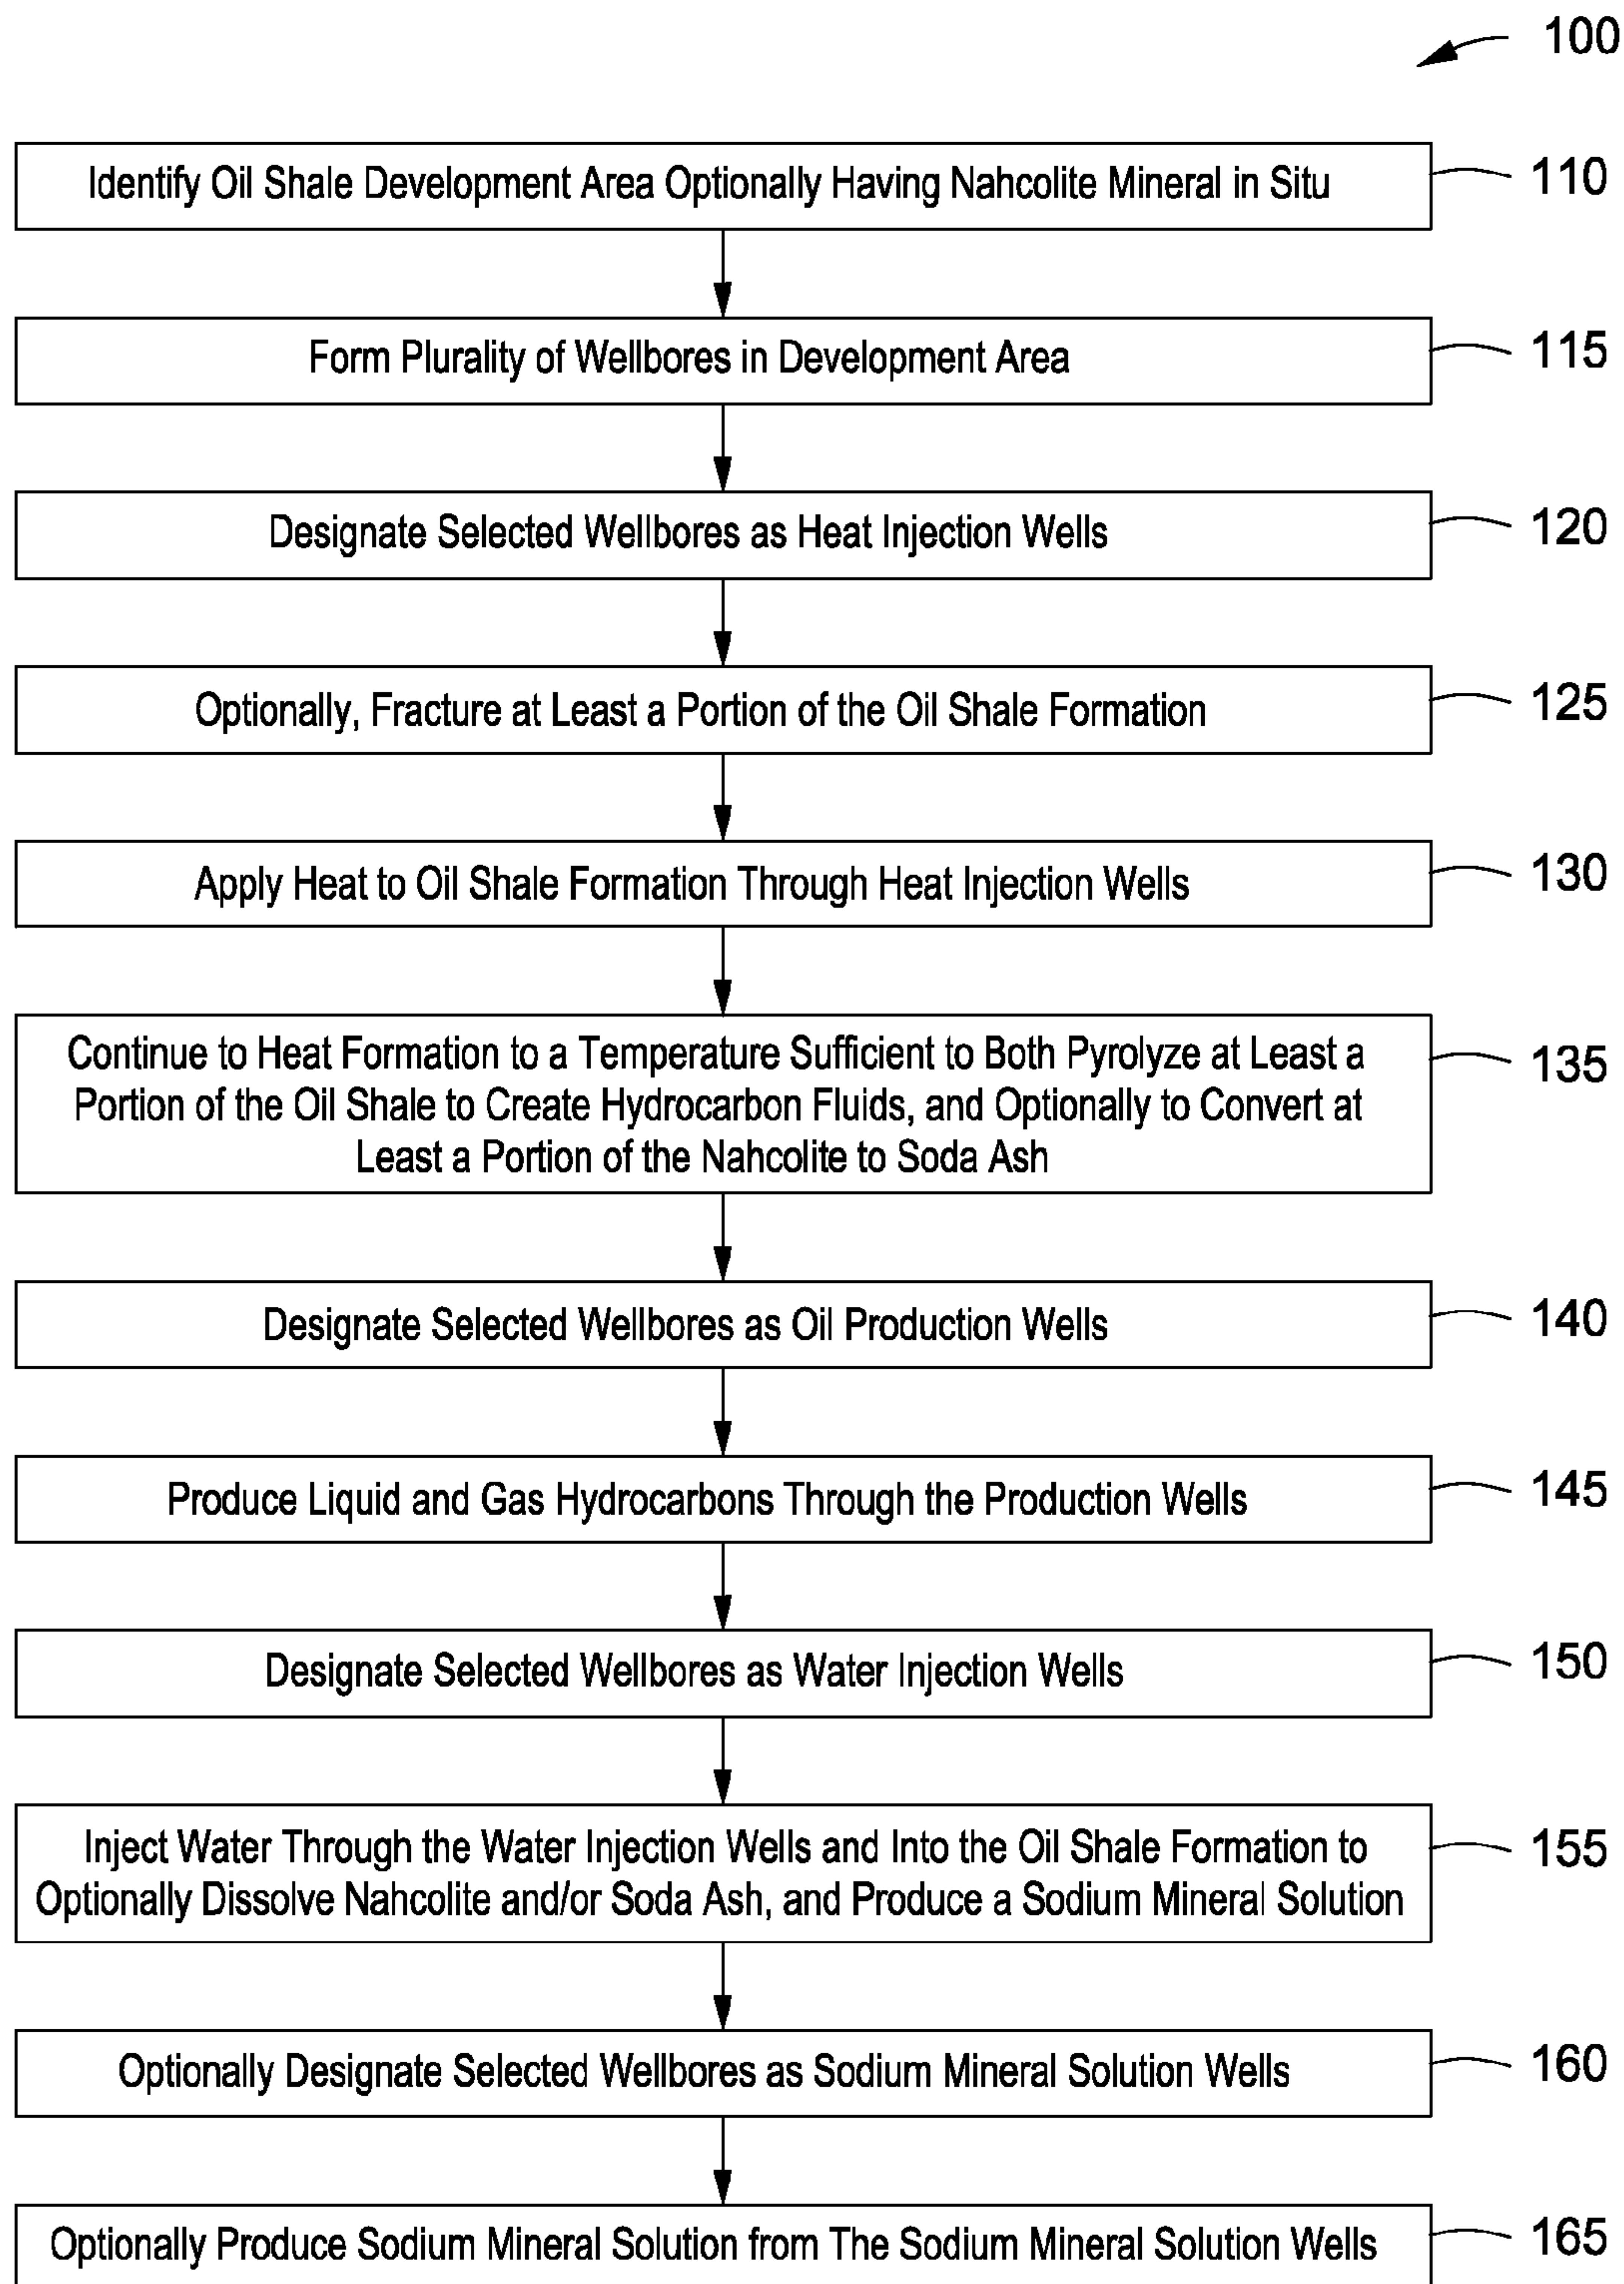 100
Identify Oil Shale Development Area Optionally Having Nahcolite Mineral in Situ
110
Form Plurality of Wellbores in Development Area
115
Designate Selected Wellbores as Heat Injection Wells
120
Optionally, Fracture at Least a Portion of the Oil Shale Formation
125
Apply Heat to Oil Shale Formation Through Heat Injection Wells
130
Continue to Heat Formation to a Temperature Sufficient to Both Pyrolyze at Least a
Portion of the Oil Shale to Create Hydrocarbon Fluids, and Optionally to Convert at
Least a Portion of the Nahcolite to Soda Ash
135
Designate Selected Wellbores as Oil Production Wells
140
Produce Liquid and Gas Hydrocarbons Through the Production Wells
145
Designate Selected Wellbores as Water Injection Wells
150
Inject Water Through the Water Injection Wells and Into the Oil Shale Formation to
Optionally Dissolve Nahcolite and/or Soda Ash, and Produce a Sodium Mineral Solution
155
Optionally Designate Selected Wellbores as Sodium Mineral Solution Wells
160
Optionally Produce Sodium Mineral Solution from The Sodium Mineral Solution Wells
165